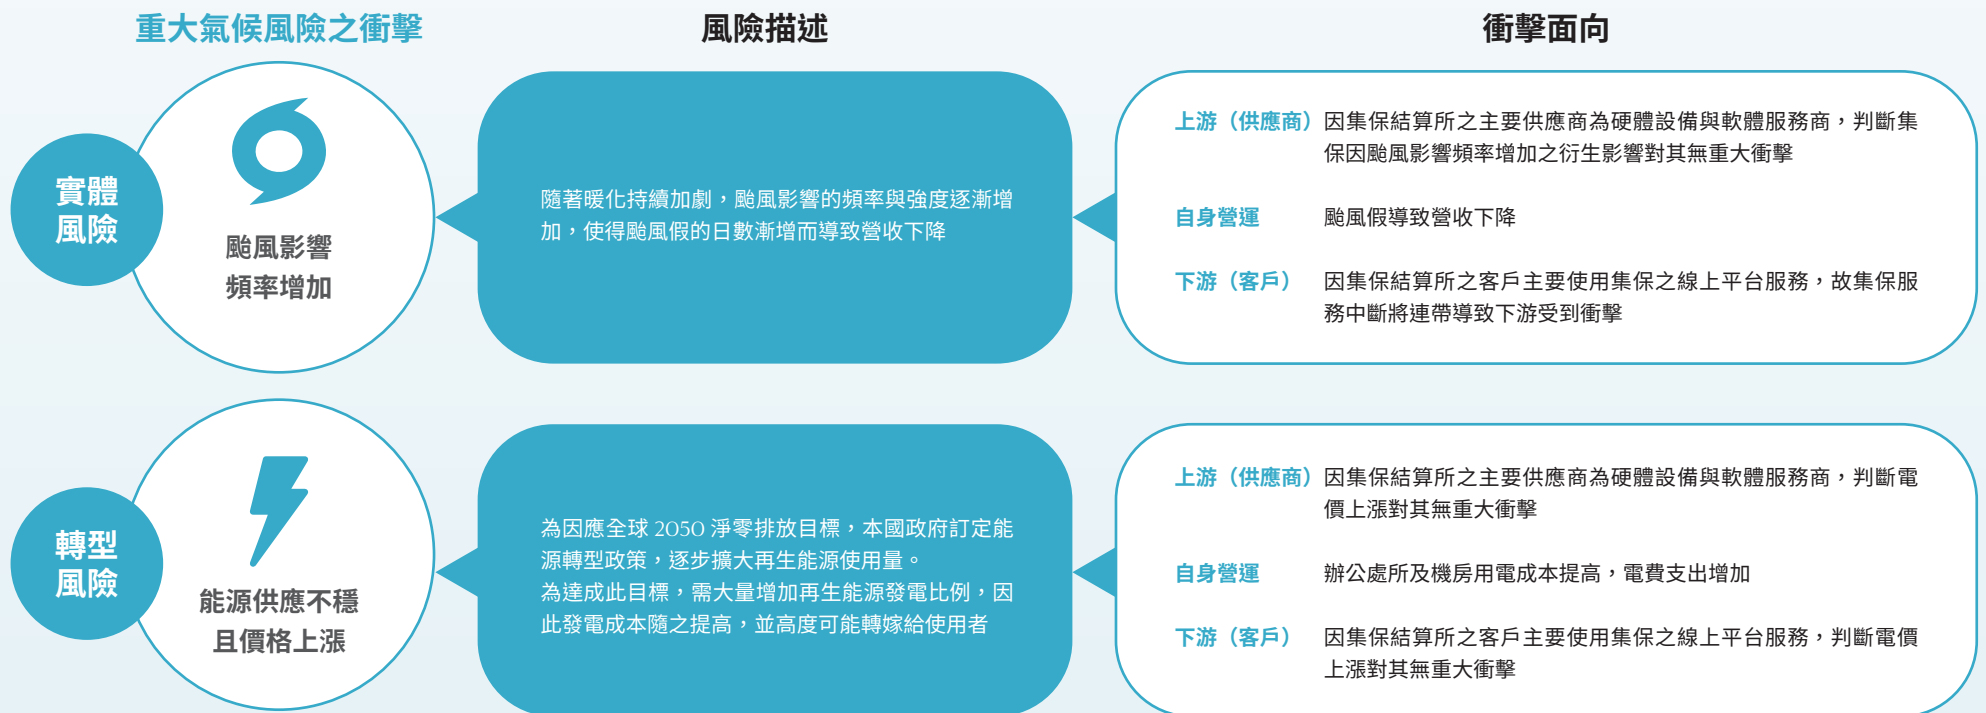 重大氣候風險之衝擊
風險描述
衝擊面向
實體
風險
颱風影響
頻率增加
隨著暖化持續加劇，颱風影響的頻率與強度逐漸增
加，使得颱風假的日數漸增而導致營收下降
上游（供應商）因集保結算所之主要供應商為硬體設備與軟體服務商，判斷集
保因颱風影響頻率增加之衍生影響對其無重大衝擊
自身營運 颱風假導致營收下降
下游（客戶） 因集保結算所之客戶主要使用集保之線上平台服務，故集保服
務中斷將連帶導致下游受到衝擊
轉型
風險
能源供應不穩
且價格上漲
為因應全球 2050 淨零排放目標，本國政府訂定能
源轉型政策，逐步擴大再生能源使用量。
為達成此目標，需大量增加再生能源發電比例，因
此發電成本隨之提高，並高度可能轉嫁給使用者
上游（供應商）因集保結算所之主要供應商為硬體設備與軟體服務商，判斷電
價上漲對其無重大衝擊
自身營運 辦公處所及機房用電成本提高，電費支出增加
下游（客戶） 因集保結算所之客戶主要使用集保之線上平台服務，判斷電價
上漲對其無重大衝擊